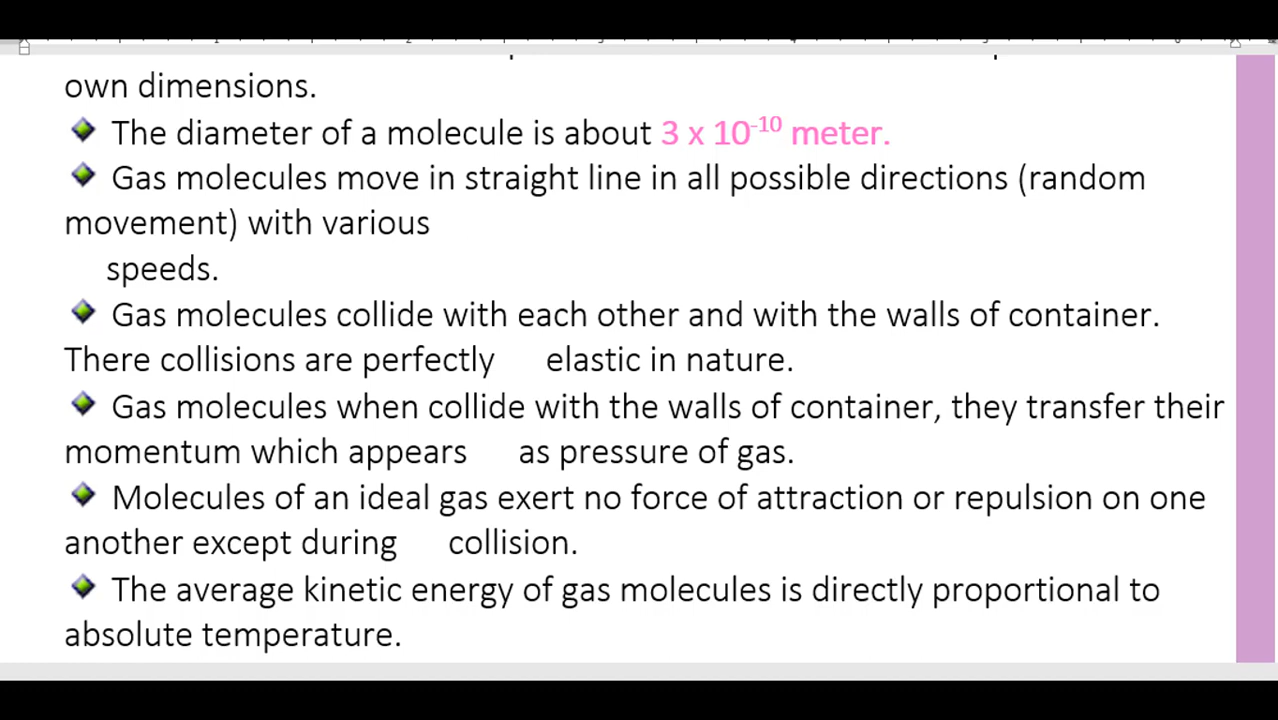 own dimensions.
The diameter of a molecule is about 3 x 10⁻¹⁰ meter.
Gas molecules move in straight line in all possible directions (random
movement) with various
speeds.
Gas molecules collide with each other and with the walls of container.
There collisions are perfectly elastic in nature.
Gas molecules when collide with the walls of container, they transfer their
momentum which appears as pressure of gas.
Molecules of an ideal gas exert no force of attraction or repulsion on one
another except during collision.
The average kinetic energy of gas molecules is directly proportional to
absolute temperature.